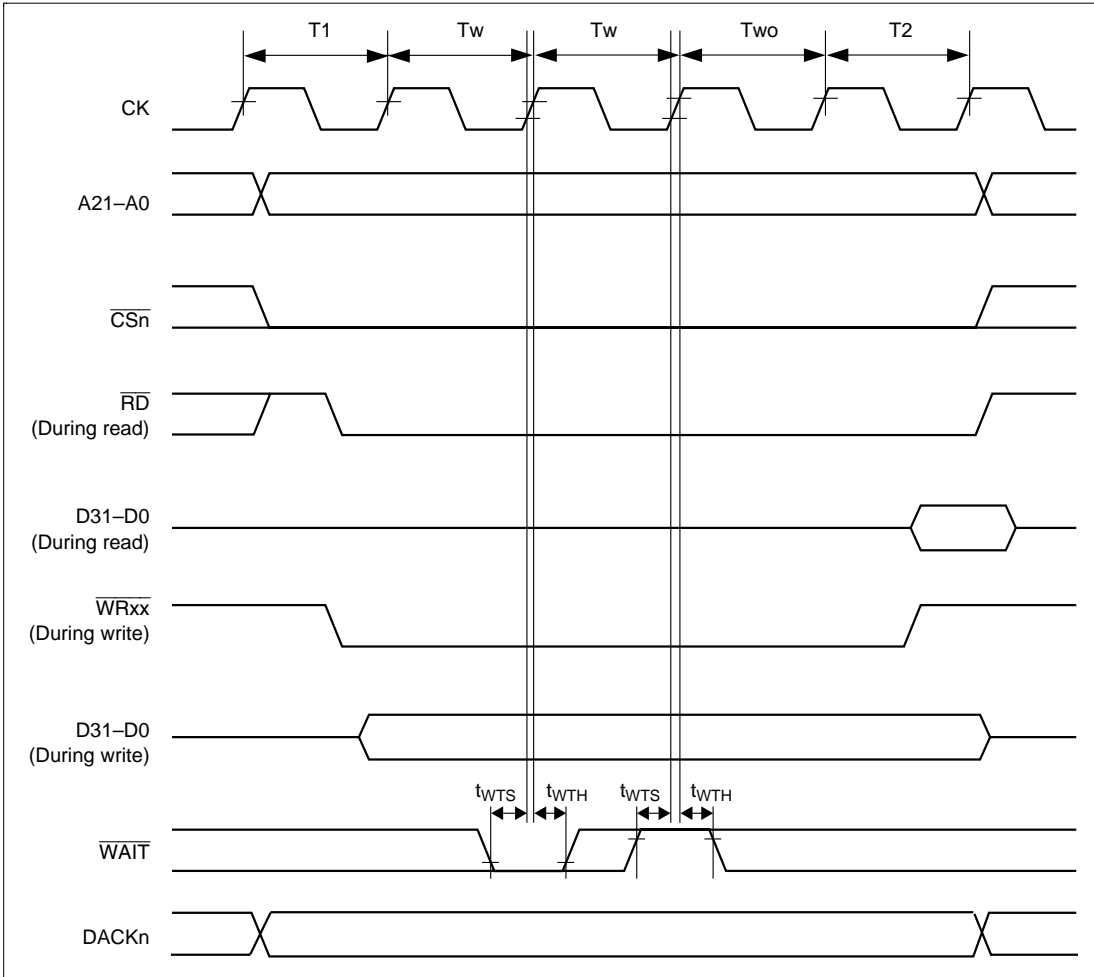 T1 Tw Tw Two T2
CK
A21–A0
CSn
RD
(During read)
D31–D0
(During read)
WRxx
(During write)
D31–D0
(During write)
tWTS tWTH tWTS tWTH
WAIT
DACKn